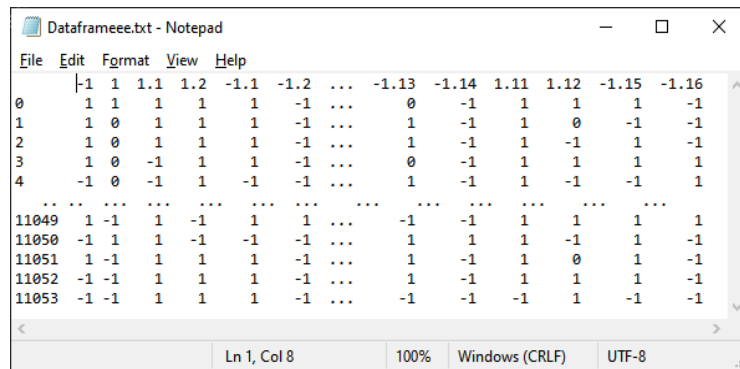 Dataframeee.txt - Notepad
File Edit Format View Help
-1 1 1.1 1.2 -1.1 -1.2 ... -1.13 -1.14 1.11 1.12 -1.15 -1.16
0 1 1 1 1 1 -1 ... 0 -1 1 1 1 -1
1 1 0 1 1 1 -1 ... 1 -1 1 0 -1 -1
2 1 0 1 1 1 -1 ... 1 -1 1 -1 1 -1
3 1 0 -1 1 1 -1 ... 0 -1 1 1 1 1
4 -1 0 -1 1 -1 -1 ... 1 -1 1 -1 -1 1
.. .. ... ... ... ... ... ... ... ... ... ... ...
11049 1 -1 1 -1 1 1 ... -1 -1 1 1 1 1
11050 -1 1 1 -1 -1 -1 ... 1 1 1 -1 1 -1
11051 1 -1 1 1 1 -1 ... 1 -1 1 0 1 -1
11052 -1 -1 1 1 1 -1 ... 1 -1 1 1 1 -1
11053 -1 -1 1 1 1 -1 ... -1 -1 -1 1 -1 -1
Ln 1, Col 8 100% Windows (CRLF) UTF-8